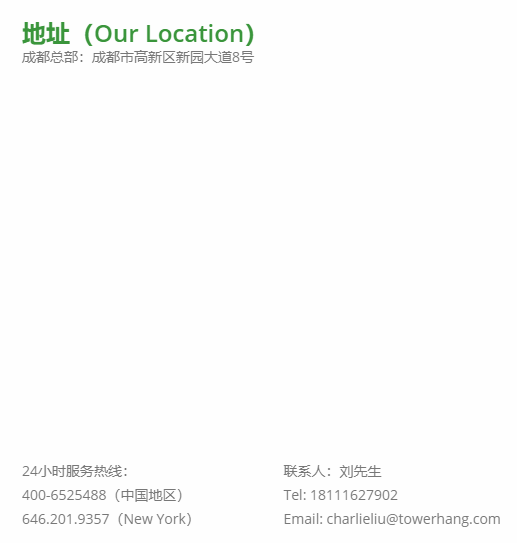 地址（Our Location）
成都总部：成都市高新区新园大道8号
24小时服务热线：
400-6525488（中国地区）
646.201.9357（New York）
联系人：刘先生
Tel: 18111627902
Email: charlieliu@towerhang.com